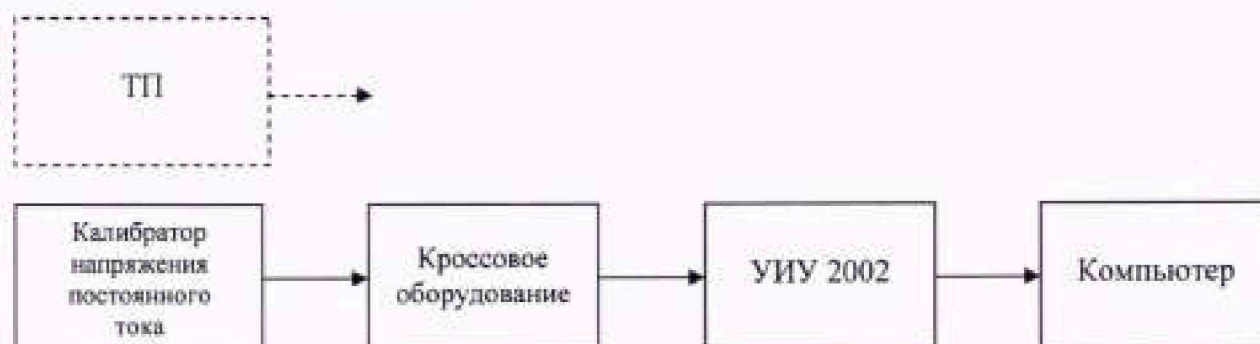 ТП
Калибратор
напряжения
постоянного
тока
Кроссовое
оборудование
УИУ 2002
Компьютер